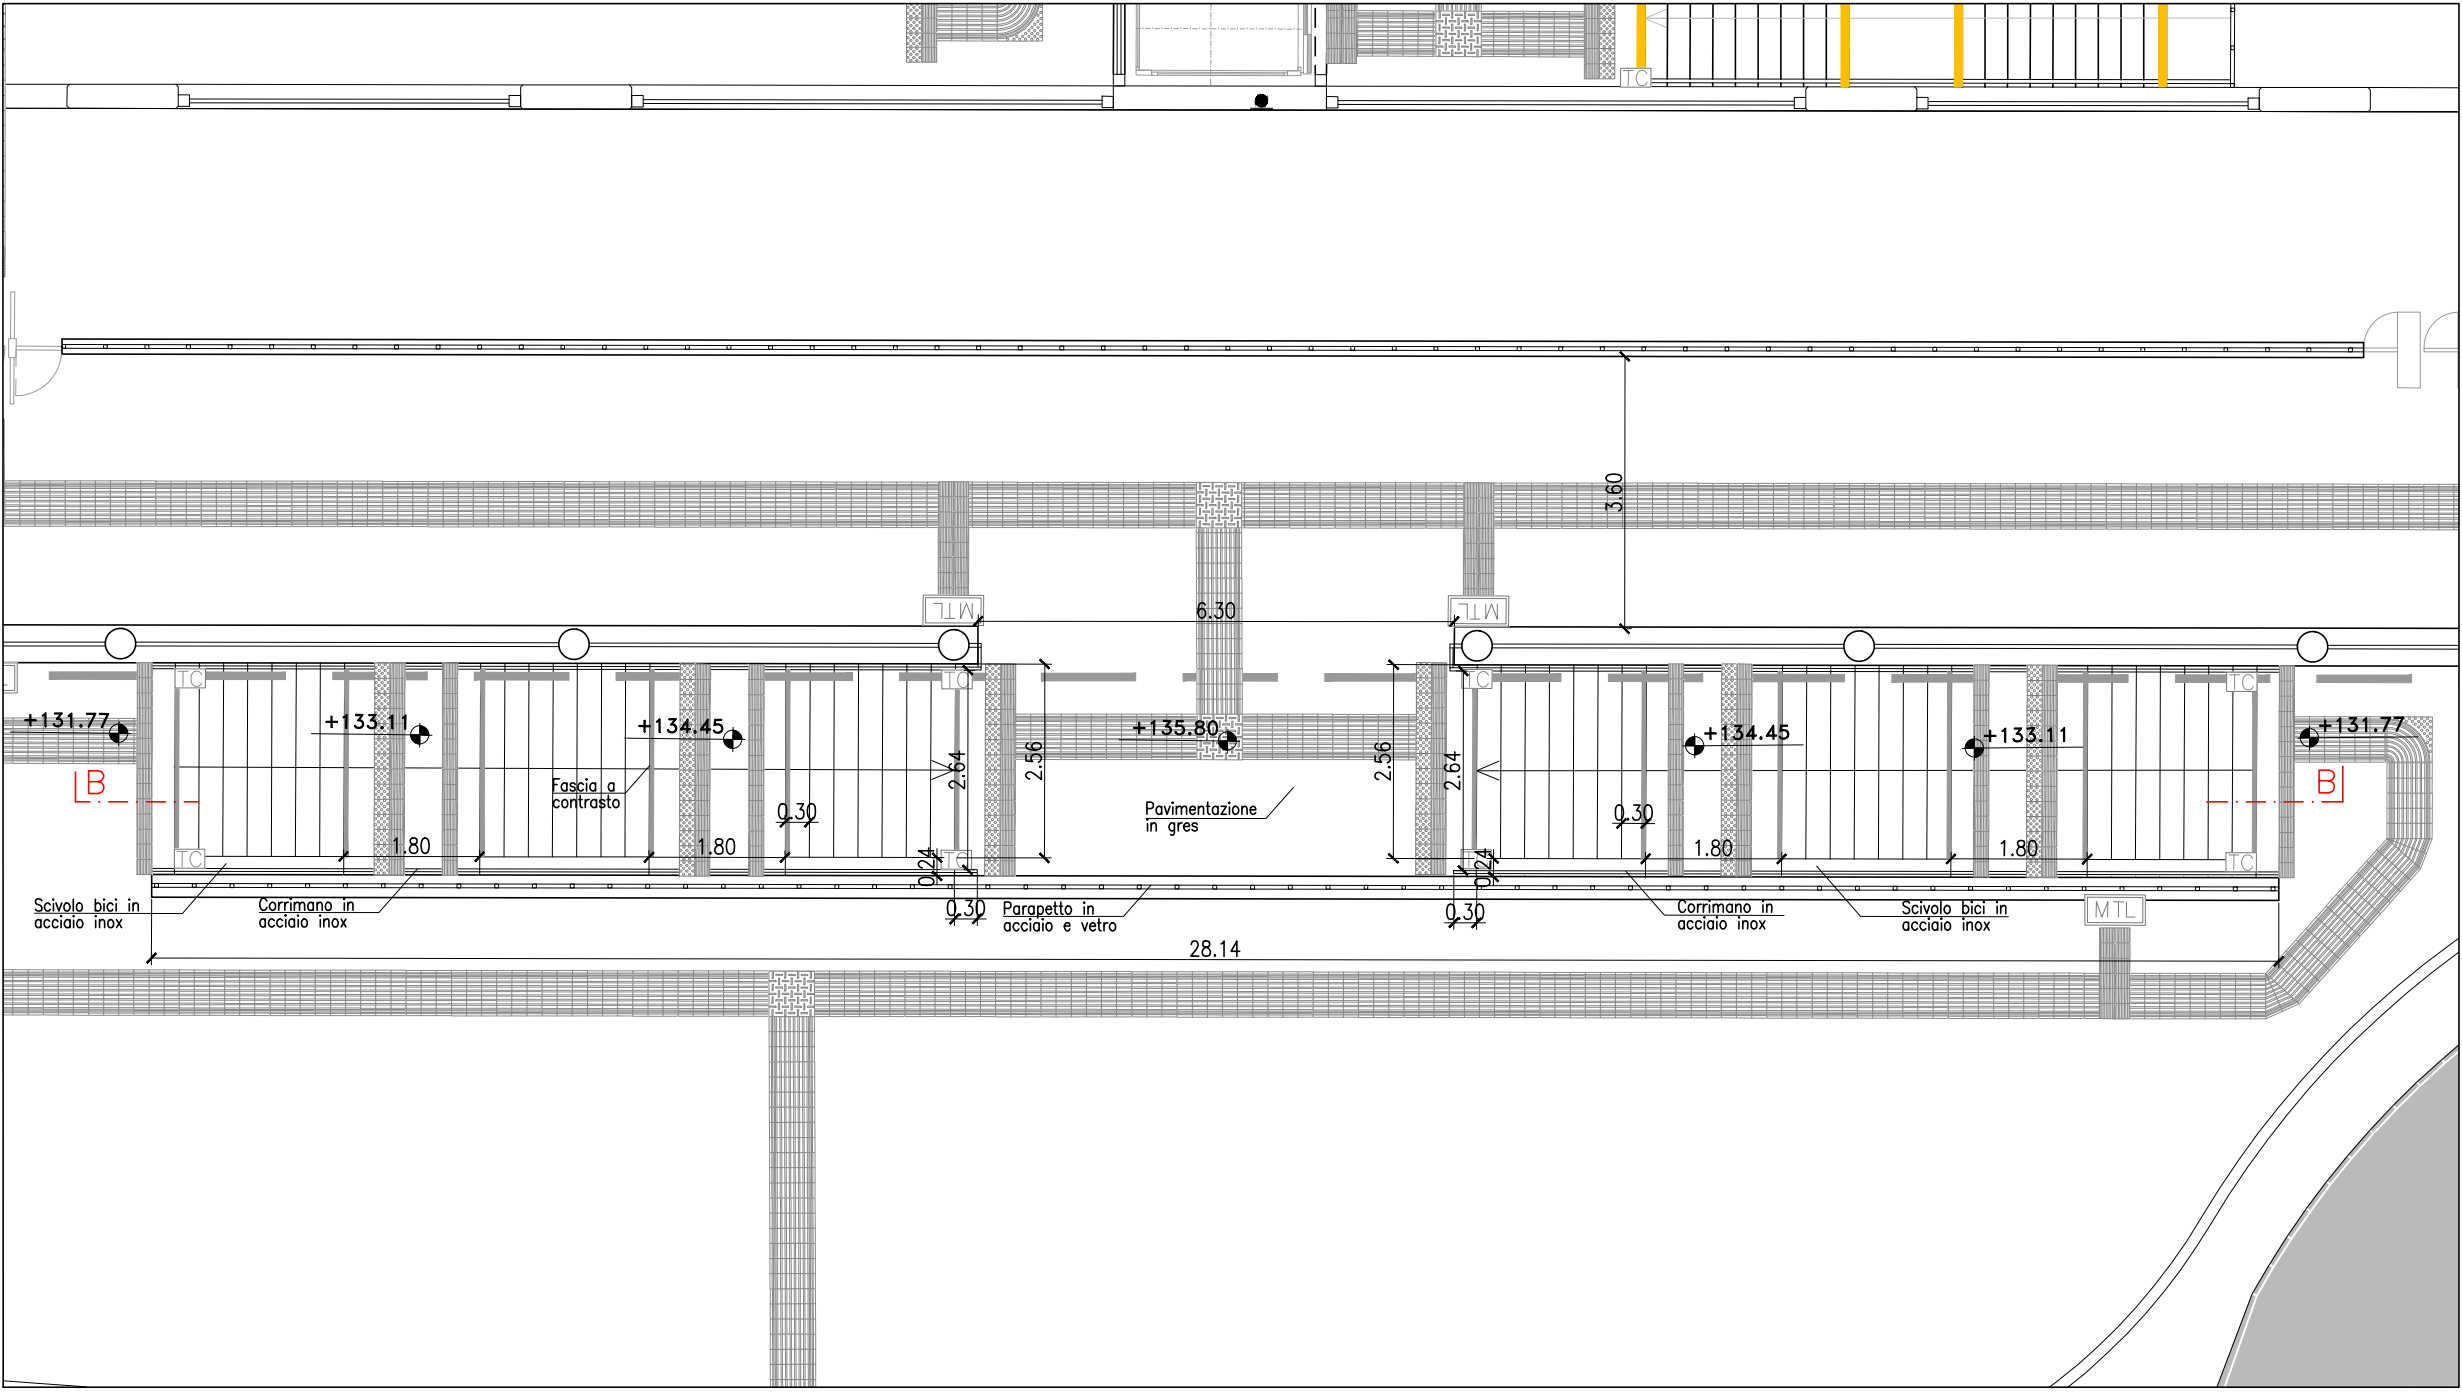 TC
3.60
MTL
6.30
MTL
TC
TC
TC
TC
+131.77
+133.11
+134.45
+135.80
+134.45
+133.11
+131.77
2.64
2.56
2.56
2.64
B
B
Fascia a
contrasto
0.30
Pavimentazione
in gres
0.30
1.80
1.80
1.80
1.80
TC
TC
TC
0.24
0.24
Scivolo bici in
acciaio inox
Corrimano in
acciaio inox
0.30
Parapetto in
acciaio e vetro
0.30
Corrimano in
acciaio inox
Scivolo bici in
acciaio inox
MTL
28.14